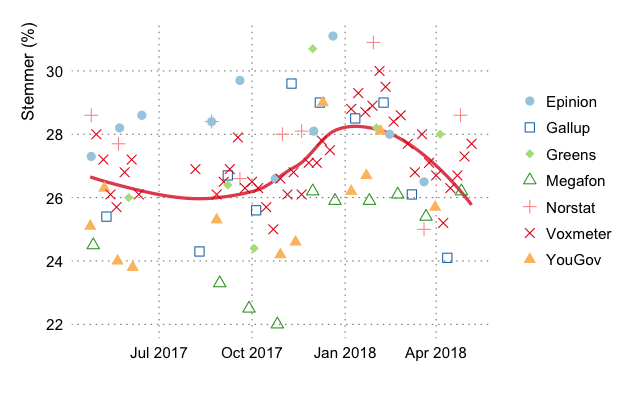 Stemmer (%)
30
28
26
24
22
Jul 2017
Oct 2017
Jan 2018
Apr 2018
Epinion
Gallup
Greens
Megafon
Norstat
Voxmeter
YouGov